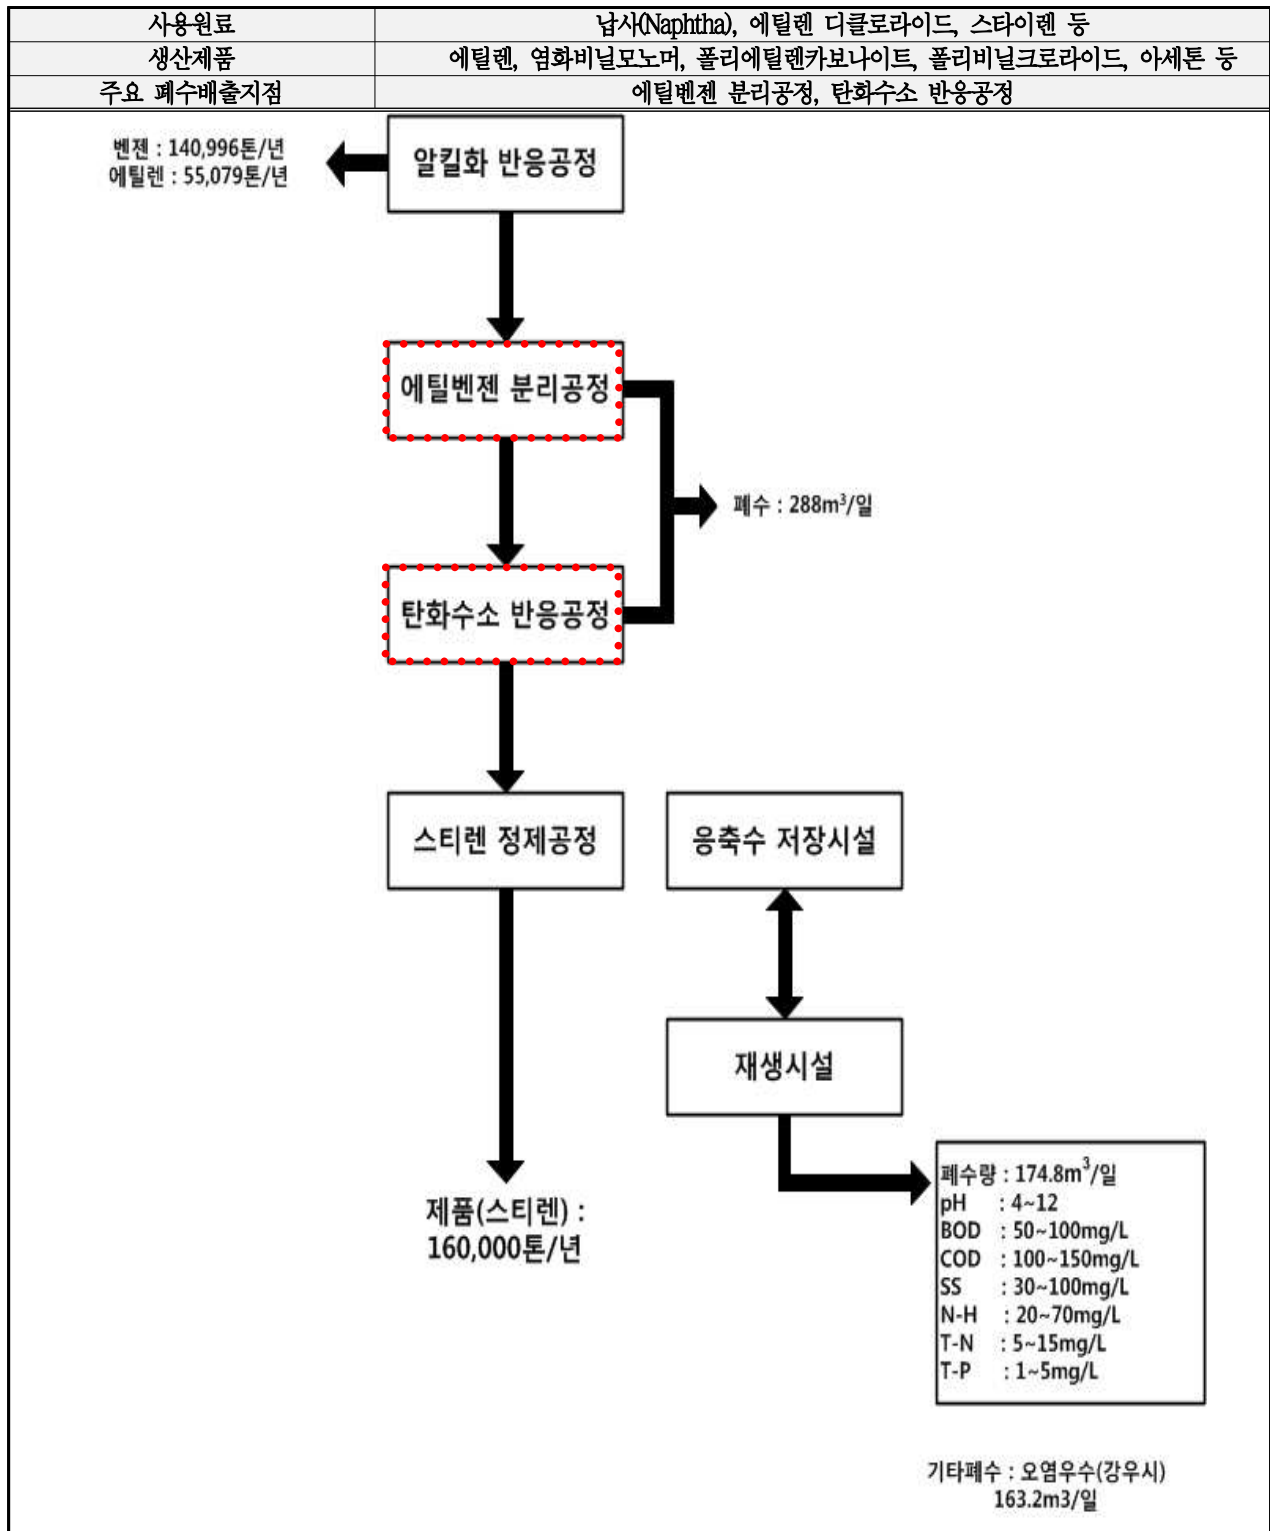 사용원료 납사(Naphtha), 에틸렌 디클로라이드, 스타이렌 등
생산제품 에틸렌, 염화비닐모노머, 폴리에틸렌카보나이트, 폴리비닐크로라이드, 아세톤 등
주요 폐수배출지점 에틸벤젠 분리공정, 탄화수소 반응공정
벤젠 : 140,996톤/년
에틸렌 : 55,079톤/년
알킬화 반응공정
에틸벤젠 분리공정
폐수 : 288m³/일
탄화수소 반응공정
스티렌 정제공정
응축수 저장시설
재생시설
제품(스티렌) :
160,000톤/년
폐수량 : 174.8m³/일
pH : 4~12
BOD : 50~100mg/L
COD : 100~150mg/L
SS : 30~100mg/L
N-H : 20~70mg/L
T-N : 5~15mg/L
T-P : 1~5mg/L
기타폐수 : 오염우수(강우시)
163.2m3/일